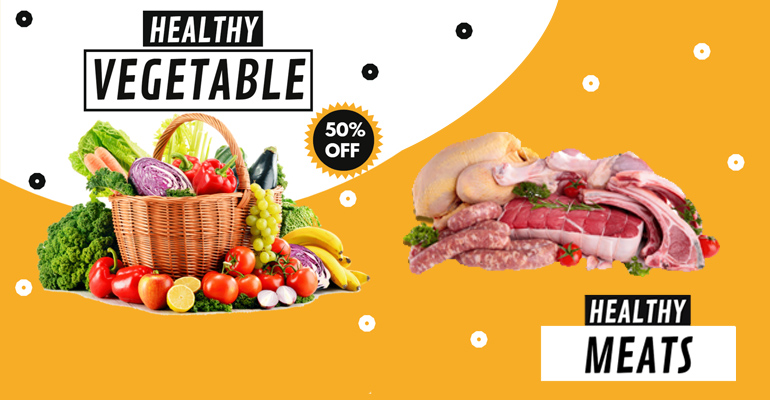 HEALTHY
VEGETABLE
50%
OFF
HEALTHY
MEATS